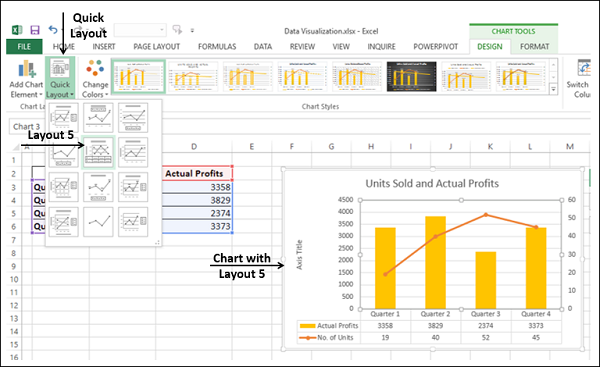 Quick
Layout
Data Visualization.xlsx - Excel
CHART TOOLS
FILE HOME INSERT PAGE LAYOUT FORMULAS DATA REVIEW VIEW INQUIRE POWERPIVOT DESIGN FORMAT
Add Chart Element Quick Layout Change Colors Switch
Colu
Chart La Chart Styles
Chart 3
Layout 5
A D E F G H I J K L M N
1
2 Actual Profits
3 Qu 3358
4 Qu 3829
5 Qu 2374
6 Qu 3373
7
8
9
10
11
12
13
14
15
16
Chart with
Layout 5
Units Sold and Actual Profits
Axis Title
4500 60
4000
3500 50
3000 40
2500
2000 30
1500 20
1000
500 10
0 0
Quarter 1 Quarter 2 Quarter 3 Quarter 4
Actual Profits 3358 3829 2374 3373
No. of Units 19 40 52 45